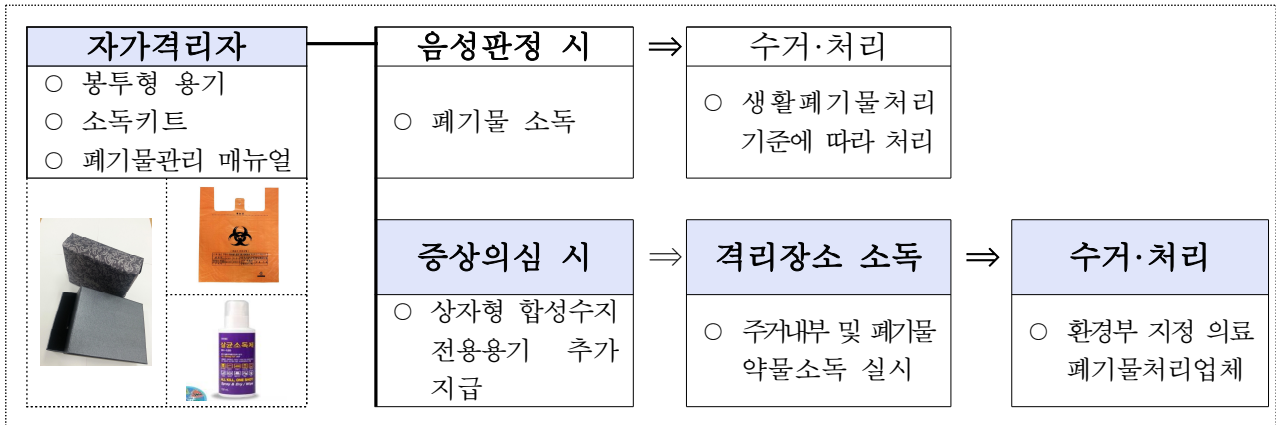 자가격리자
○ 봉투형 용기
○ 소독키트
○ 폐기물관리 매뉴얼
음성판정 시
○ 폐기물 소독
⇒
수거·처리
○ 생활폐기물처리
기준에 따라 처리
증상의심 시
○ 상자형 합성수지
전용용기 추가
지급
⇒
격리장소 소독
○ 주거내부 및 폐기물
약물소독 실시
⇒
수거·처리
○ 환경부 지정 의료
폐기물처리업체
살균소독제